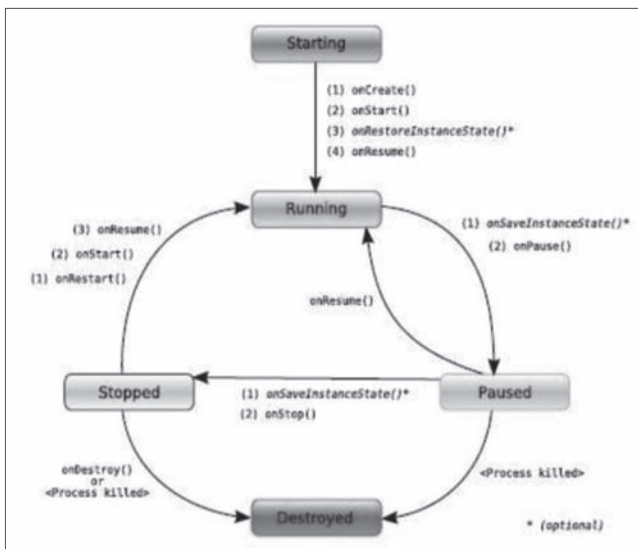 Starting
(1) onCreate()
(2) onStart()
(3) onRestoreInstanceState()*
(4) onResume()
Running
(3) onResume()
(2) onStart()
(1) onRestart()
(1) onSaveInstanceState()*
(2) onPause()
onResume()
Stopped
(1) onSaveInstanceState()*
(2) onStop()
Paused
onDestroy()
or
<Process killed>
<Process killed>
Destroyed
* (optional)